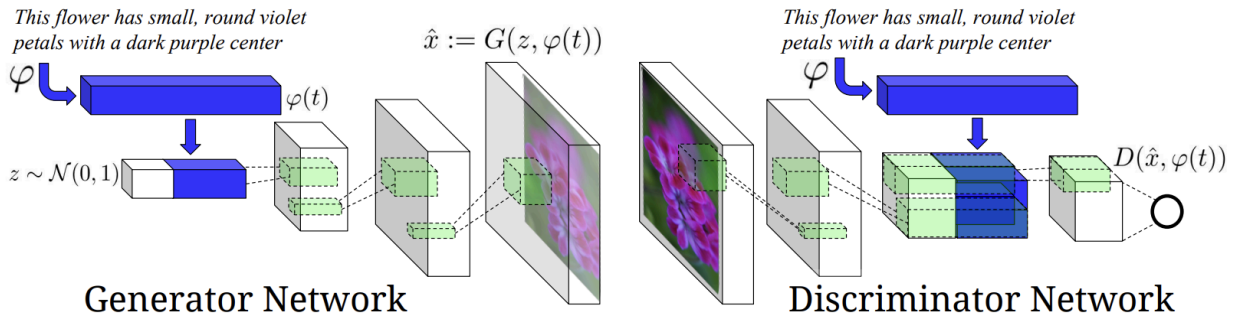 This flower has small, round violet
petals with a dark purple center
φ
φ(t)
z ∼ 𝒩(0, 1)
x̂ := G(z, φ(t))
Generator Network
This flower has small, round violet
petals with a dark purple center
φ
D(x̂, φ(t))
Discriminator Network